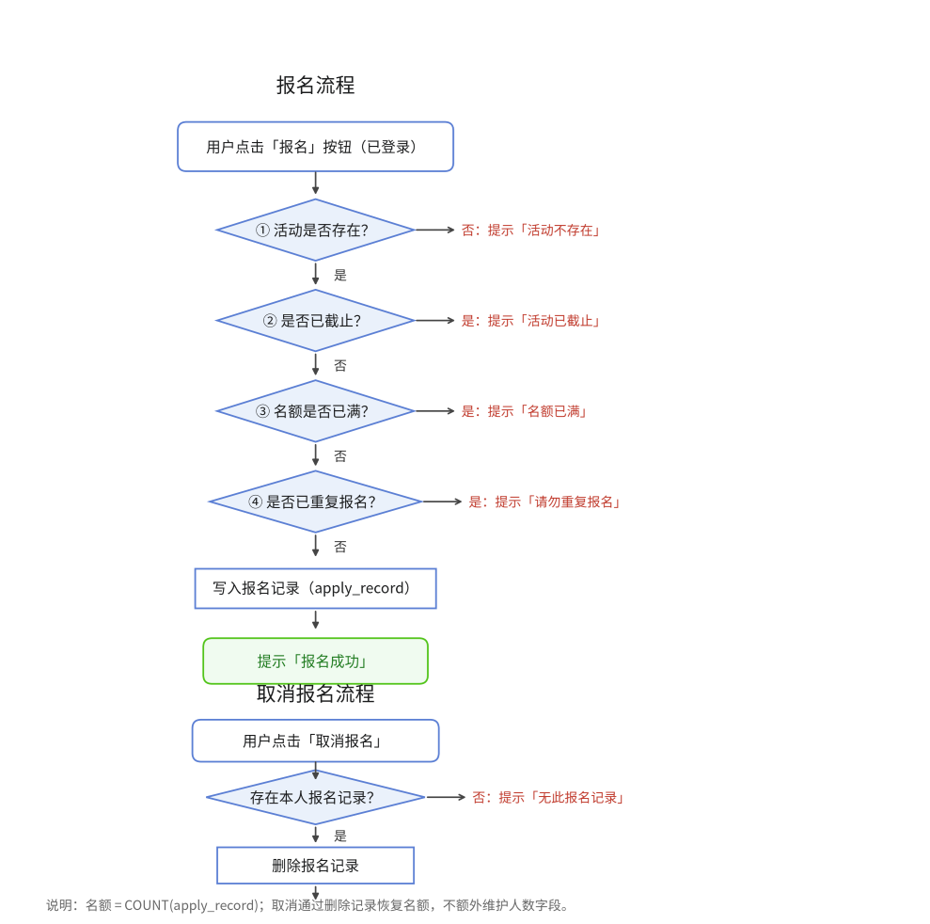 报名流程
用户点击「报名」按钮（已登录）
① 活动是否存在？
否：提示「活动不存在」
是
② 是否已截止？
是：提示「活动已截止」
否
③ 名额是否已满？
是：提示「名额已满」
否
④ 是否已重复报名？
是：提示「请勿重复报名」
否
写入报名记录（apply_record）
提示「报名成功」
取消报名流程
用户点击「取消报名」
存在本人报名记录？
否：提示「无此报名记录」
是
删除报名记录
说明：名额 = COUNT(apply_record)；取消通过删除记录恢复名额，不额外维护人数字段。